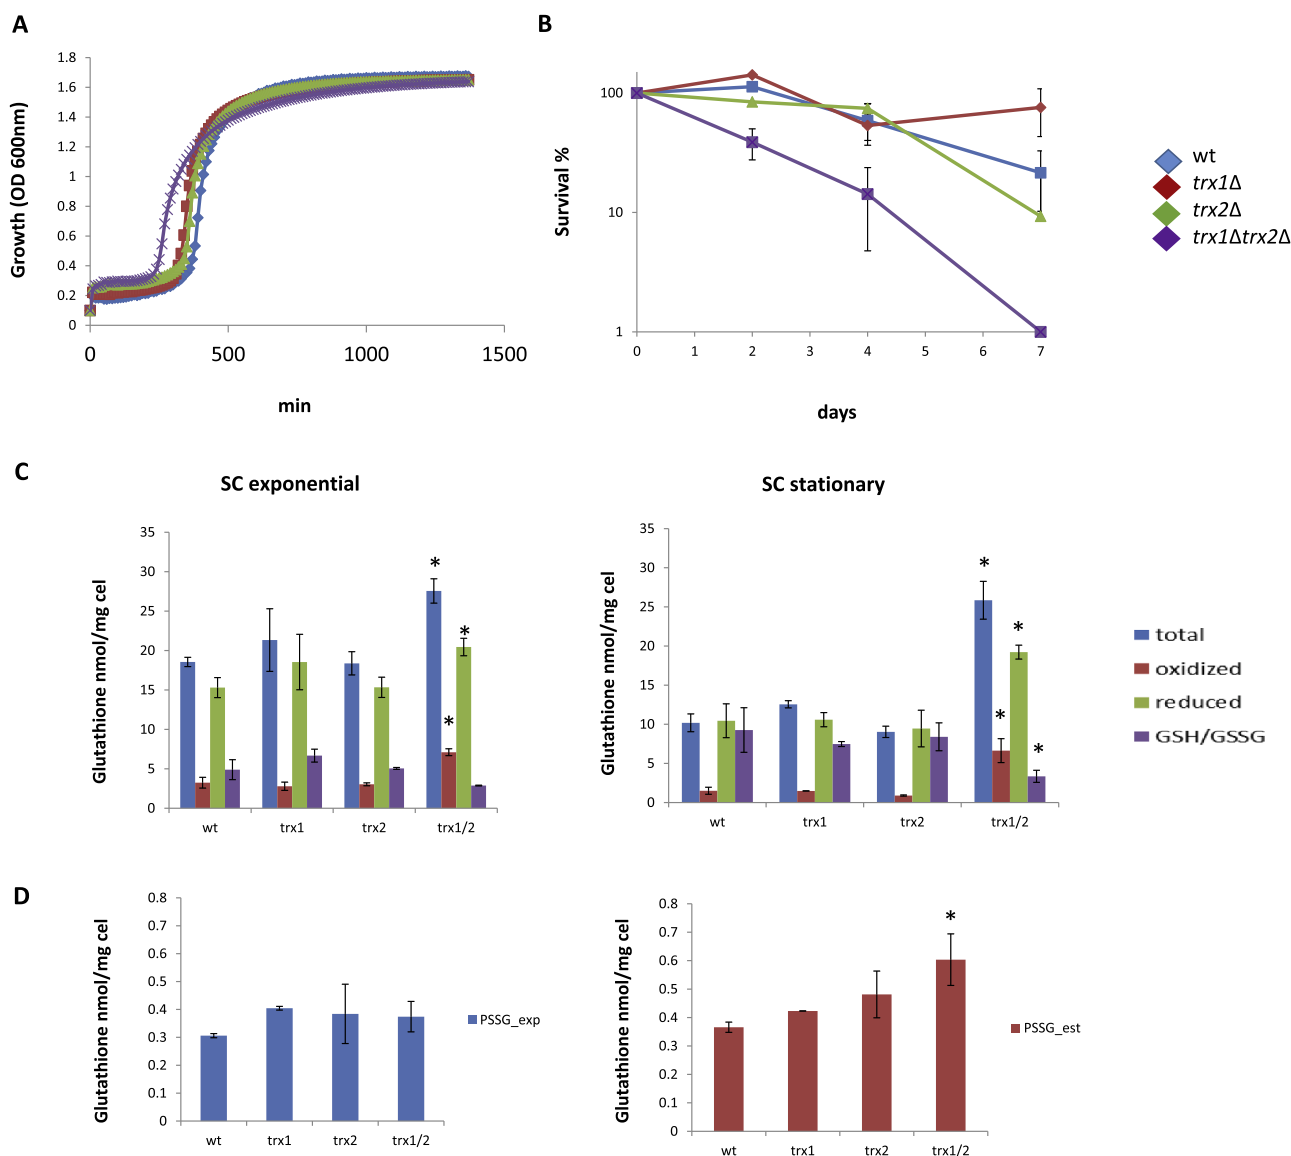 A
B
1.8
1.6
1.4
1.2
1
0.8
0.6
0.4
0.2
0
Growth (OD 600nm)
0 500 1000 1500
min
100
10
1
Survival %
0 1 2 3 4 5 6 7
days
wt
trx1Δ
trx2Δ
trx1Δtrx2Δ
C
SC exponential
SC stationary
35
30
25
20
15
10
5
0
Glutathione nmol/mg cel
* * *
wt trx1 trx2 trx1/2
35
30
25
20
15
10
5
0
Glutathione nmol/mg cel
* * * *
wt trx1 trx2 trx1/2
total
oxidized
reduced
GSH/GSSG
D
0.8
0.7
0.6
0.5
0.4
0.3
0.2
0.1
0
Glutathione nmol/mg cel
wt trx1 trx2 trx1/2
PSSG_exp
0.8
0.7
0.6
0.5
0.4
0.3
0.2
0.1
0
Glutathione nmol/mg cel
*
wt trx1 trx2 trx1/2
PSSG_est